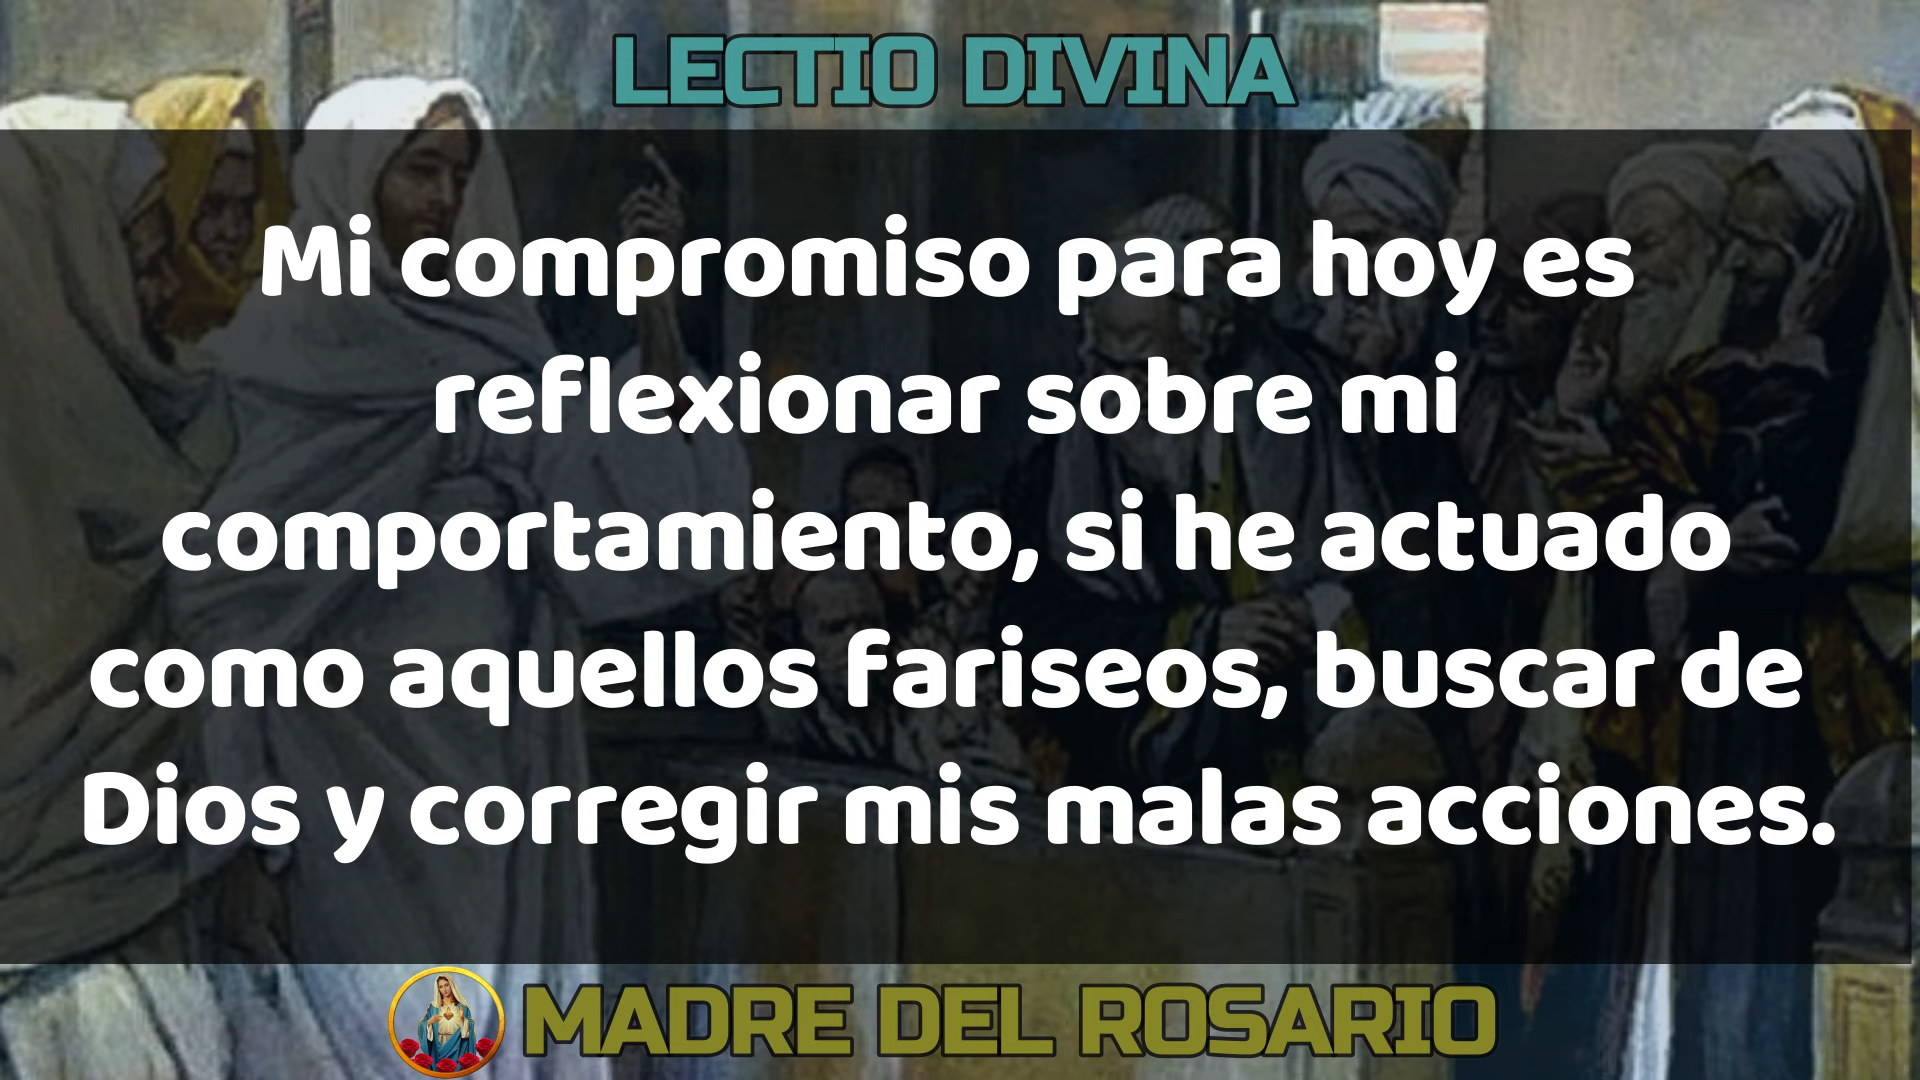 LECTIO DIVINA
Mi compromiso para hoy es
reflexionar sobre mi
comportamiento, si he actuado
como aquellos fariseos, buscar de
Dios y corregir mis malas acciones.
MADRE DEL ROSARIO